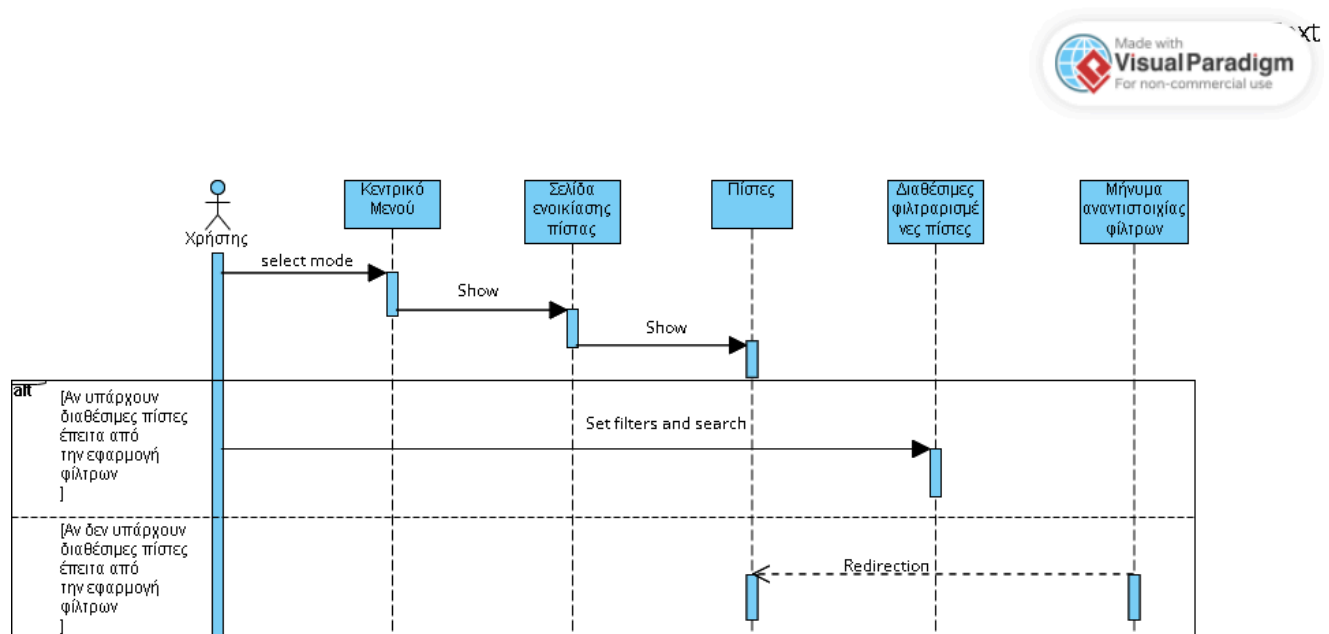 Made with
Visual Paradigm
For non-commercial use
Χρήστης
Κεντρικό
Μενού
Σελίδα
ενοικίασης
πίστας
Πίστες
Διαθέσιμες
φιλτραρισμέ
νες πίστες
Μήνυμα
αναντιστοιχίας
φίλτρων
select mode
Show
Show
alt
[Αν υπάρχουν
διαθέσιμες πίστες
έπειτα από
την εφαρμογή
φίλτρων
]
Set filters and search
[Αν δεν υπάρχουν
διαθέσιμες πίστες
έπειτα από
την εφαρμογή
φίλτρων
]
Redirection